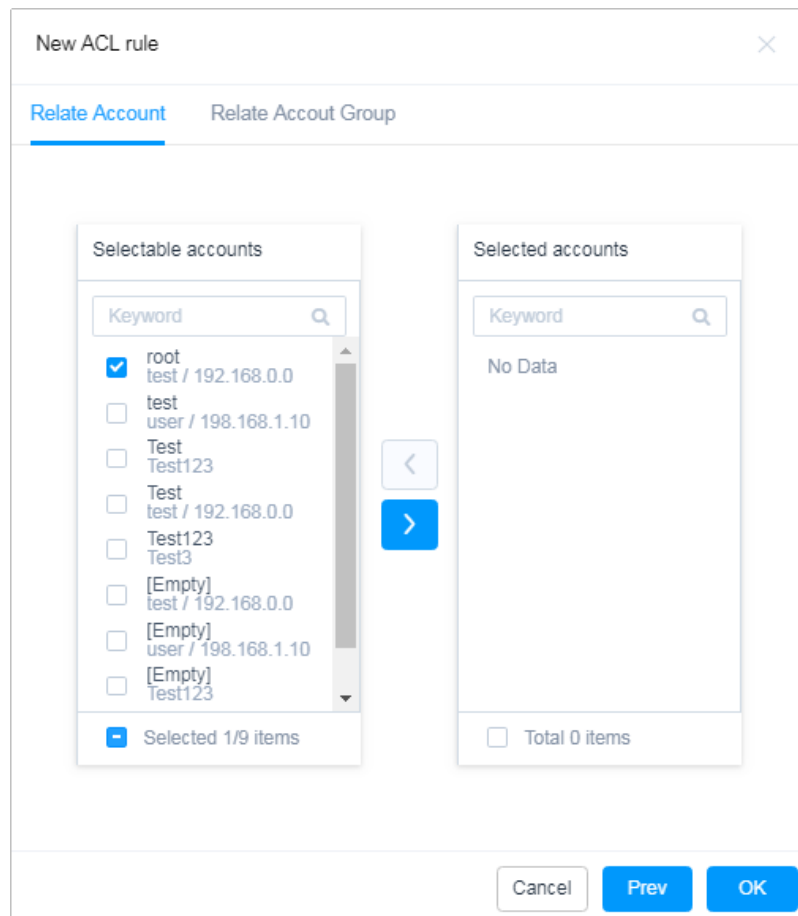 New ACL rule
Relate Account
Relate Accout Group
Selectable accounts
Keyword
root
test / 192.168.0.0
test
user / 198.168.1.10
Test
Test123
Test
test / 192.168.0.0
Test123
Test3
[Empty]
test / 192.168.0.0
[Empty]
user / 198.168.1.10
[Empty]
Test123
Selected 1/9 items
Selected accounts
Keyword
No Data
Total 0 items
Cancel
Prev
OK